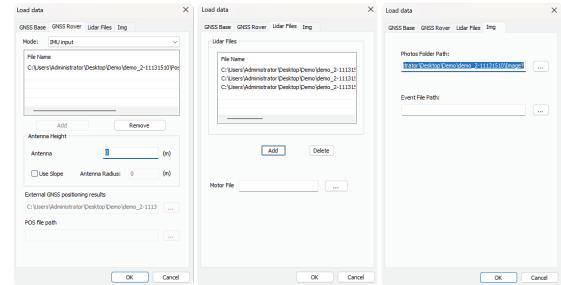 Load data
GNSS Base GNSS Rover Lidar Files Img
Mode: IMU input
File Name
C:\Users\Administrator\Desktop\Demo\demo_2-11131510\Pos
Add Remove
Antenna Height
Antenna 0 (m)
Use Slope Antenna Radius: 0 (m)
External GNSS positioning results
C:\Users\Administrator\Desktop\Demo\demo_2-1113 ...
POS file path
...
OK Cancel
Load data
GNSS Base GNSS Rover Lidar Files Img
Lidar Files
File Name
C:\Users\Administrator\Desktop\Demo\demo_2-111315
C:\Users\Administrator\Desktop\Demo\demo_2-111315
C:\Users\Administrator\Desktop\Demo\demo_2-111315
Add Delete
Motor File ...
OK Cancel
Load data
GNSS Base GNSS Rover Lidar Files Img
Photos Folder Path:
trator\Desktop\Demo\demo_2-11131510\Image1 ...
Event File Path:
...
OK Cancel